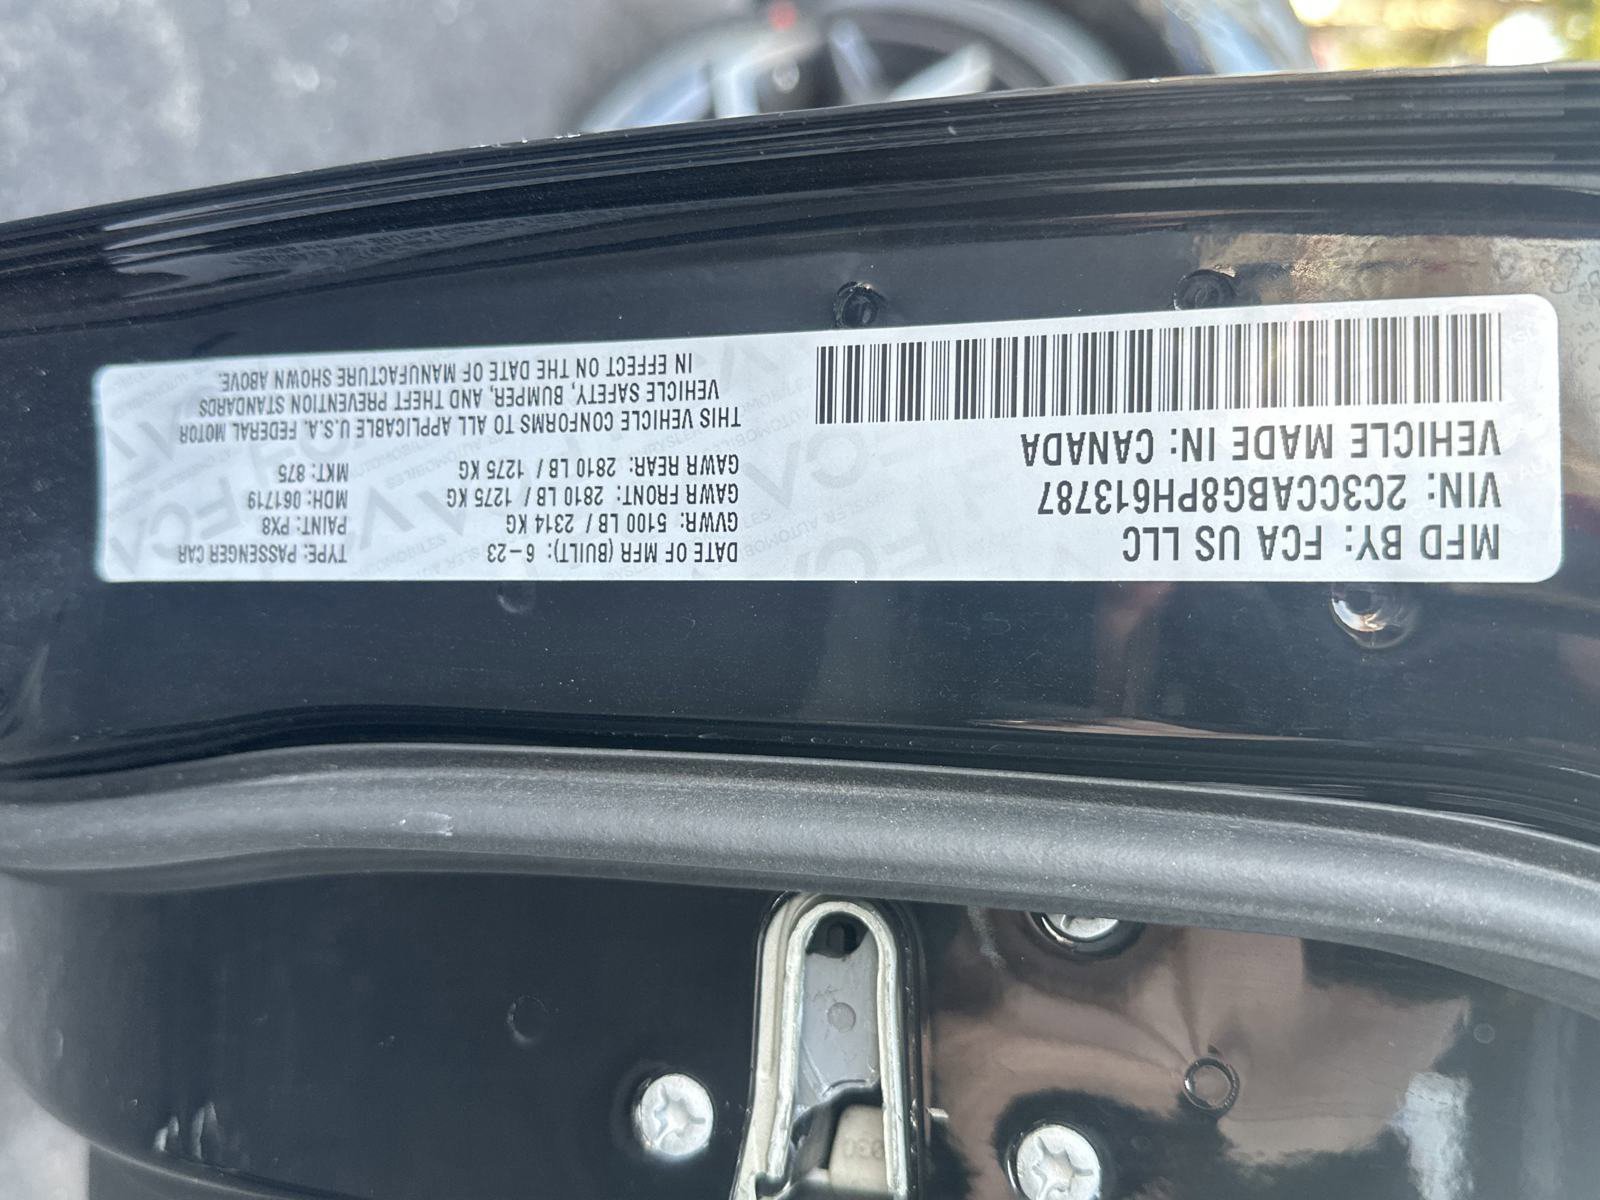 MFD BY: FCA US LLC
VIN: 2C3CCABG8PH613787
VEHICLE MADE IN: CANADA
DATE OF MFR (BUILT): 6-23 TYPE: PASSENGER CAR
GVWR: 5100 LB / 2314 KG PAINT: PX8
GAWR FRONT: 2810 LB / 1275 KG MDH: 061719
GAWR REAR: 2810 LB / 1275 KG MKT: 875
THIS VEHICLE CONFORMS TO ALL APPLICABLE U.S.A. FEDERAL MOTOR
VEHICLE SAFETY, BUMPER, AND THEFT PREVENTION STANDARDS
IN EFFECT ON THE DATE OF MANUFACTURE SHOWN ABOVE.